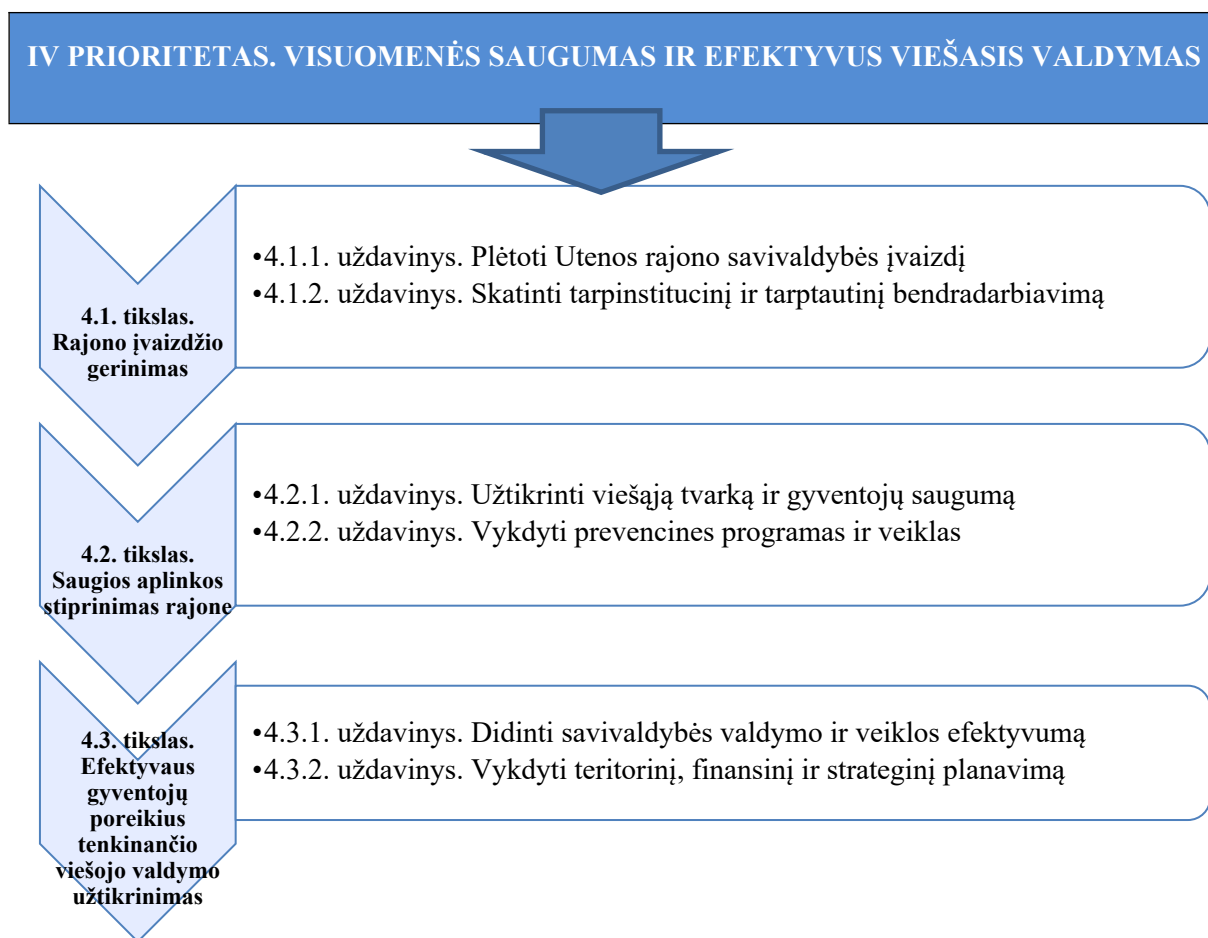 IV PRIORITETAS. VISUOMENĖS SAUGUMAS IR EFEKTYVUS VIEŠASIS VALDYMAS
4.1. tikslas.
Rajono įvaizdžio
gerinimas
•4.1.1. uždavinys. Plėtoti Utenos rajono savivaldybės įvaizdį
•4.1.2. uždavinys. Skatinti tarpinstitucinį ir tarptautinį bendradarbiavimą
4.2. tikslas.
Saugios aplinkos
stiprinimas rajone
•4.2.1. uždavinys. Užtikrinti viešąją tvarką ir gyventojų saugumą
•4.2.2. uždavinys. Vykdyti prevencines programas ir veiklas
4.3. tikslas.
Efektyvaus
gyventojų
poreikius
tenkinančio
viešojo valdymo
užtikrinimas
•4.3.1. uždavinys. Didinti savivaldybės valdymo ir veiklos efektyvumą
•4.3.2. uždavinys. Vykdyti teritorinį, finansinį ir strateginį planavimą